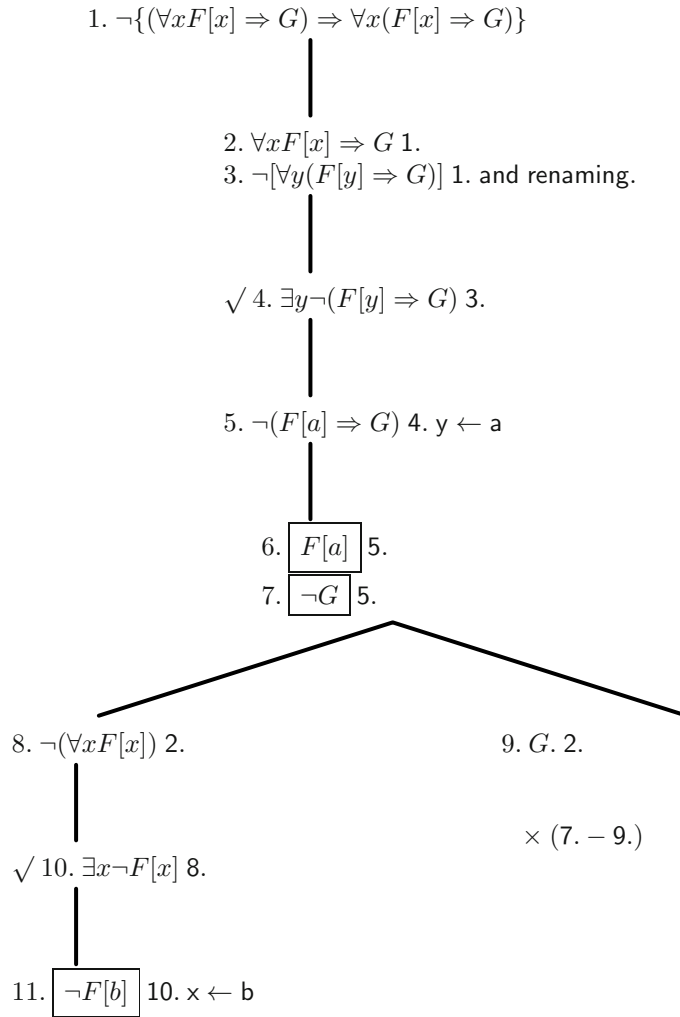 1. ¬{(∀xF[x] ⇒ G) ⇒ ∀x(F[x] ⇒ G)}
2. ∀xF[x] ⇒ G 1.
3. ¬[∀y(F[y] ⇒ G)] 1. and renaming.
√ 4. ∃y¬(F[y] ⇒ G) 3.
5. ¬(F[a] ⇒ G) 4. y ← a
6. F[a] 5.
7. ¬G 5.
8. ¬(∀xF[x]) 2.
9. G. 2.
× (7. − 9.)
√ 10. ∃x¬F[x] 8.
11. ¬F[b] 10. x ← b